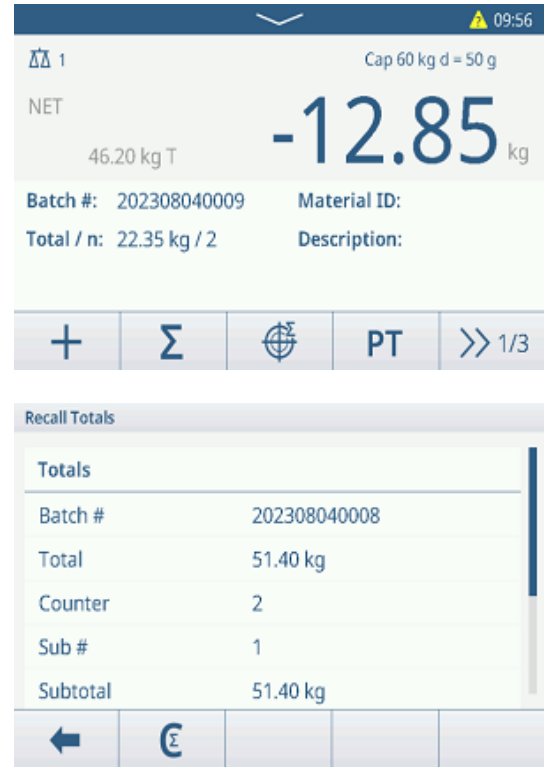 09:56
1 Cap 60 kg d = 50 g
NET
-12.85 kg
46.20 kg T
Batch #: 202308040009 Material ID:
Total / n: 22.35 kg / 2 Description:
+ Σ Σ PT >> 1/3
Recall Totals
Totals
Batch # 202308040008
Total 51.40 kg
Counter 2
Sub # 1
Subtotal 51.40 kg
C Σ